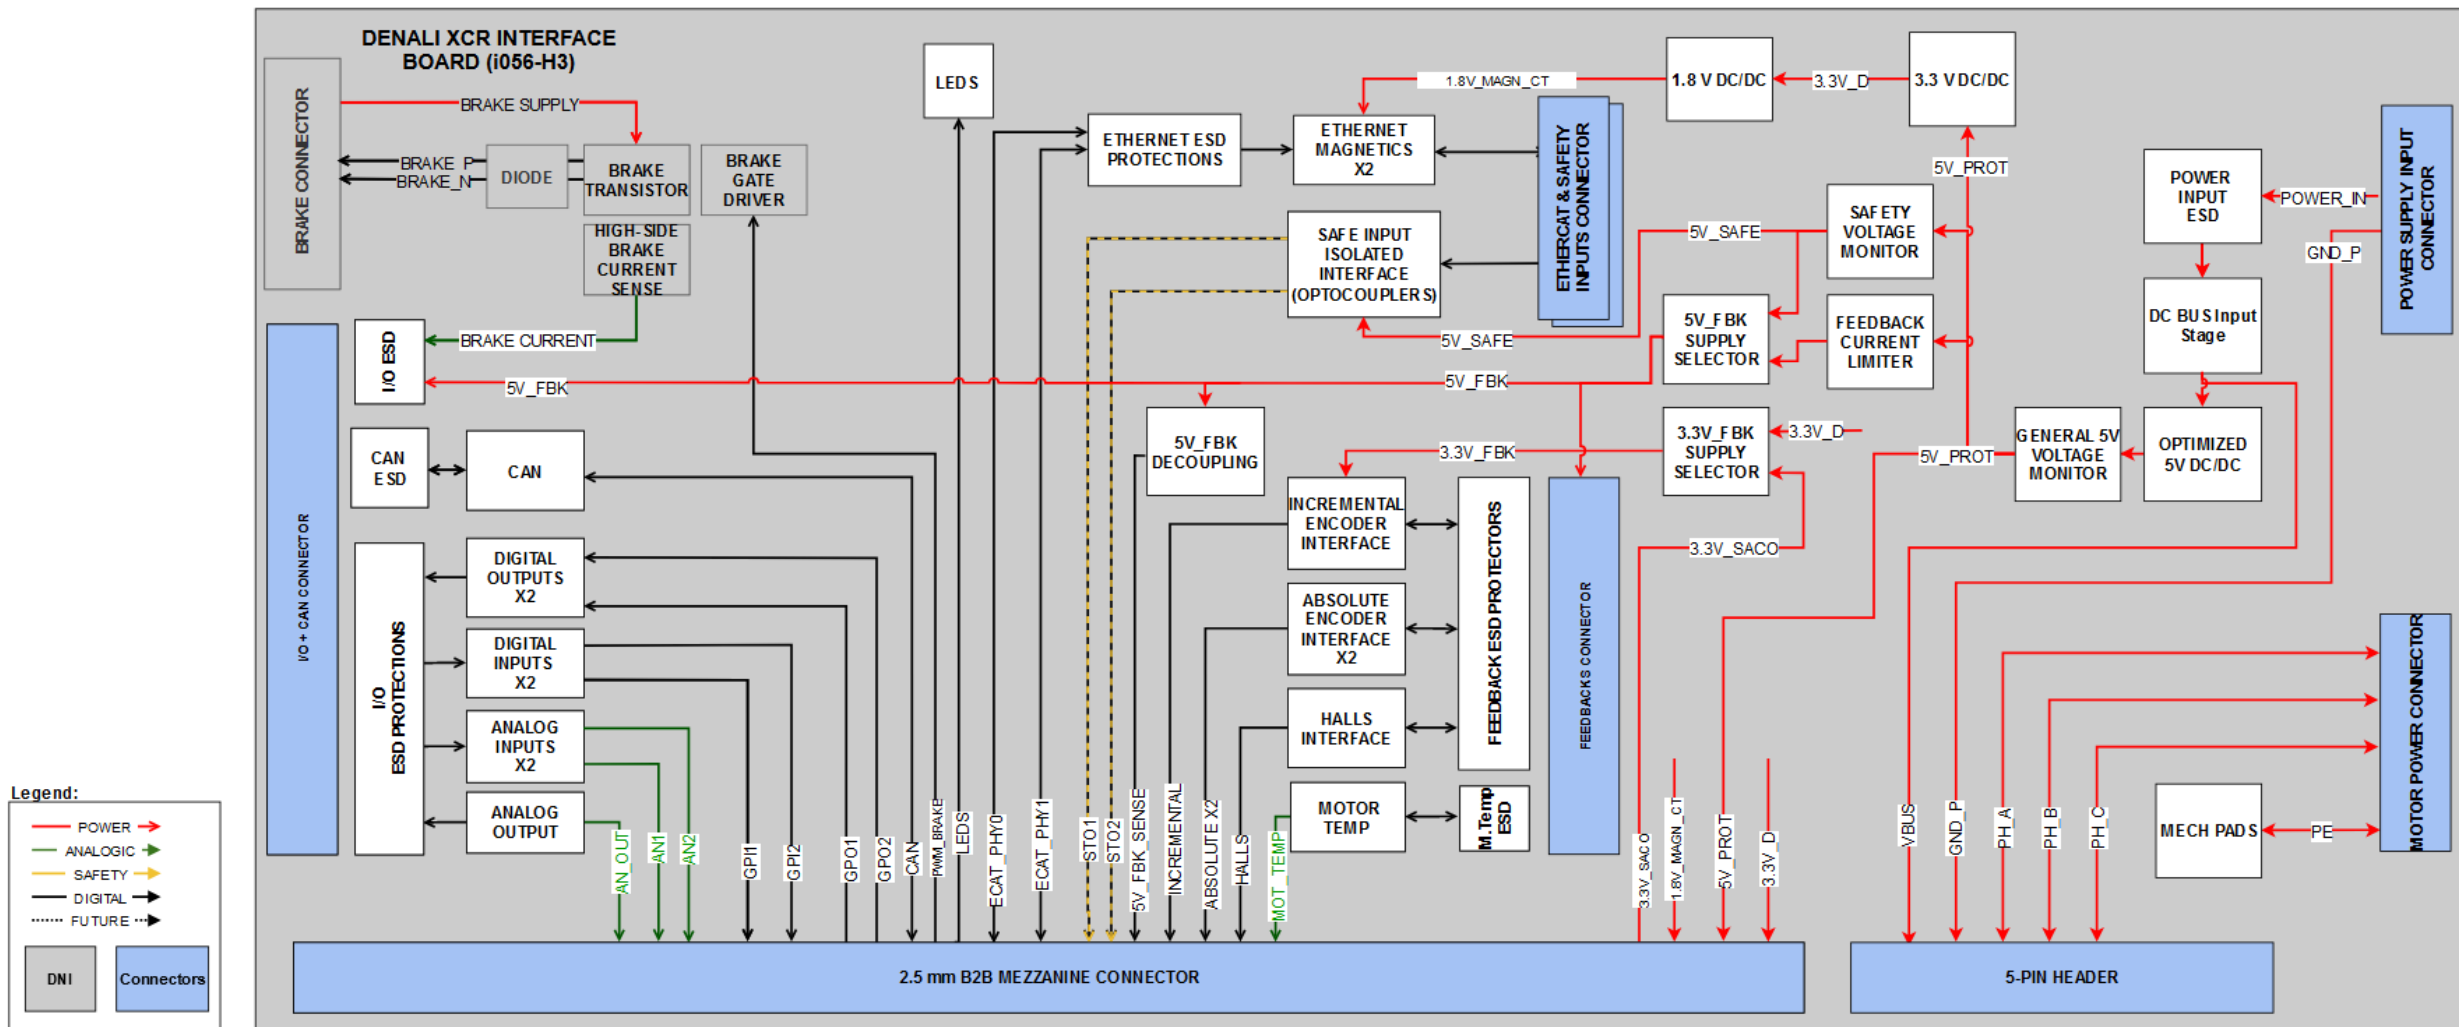 DENALI XCR INTERFACE
BOARD (i056-H3)
BRAKE CONNECTOR
BRAKE SUPPLY
BRAKE_P
BRAKE_N
DIODE
BRAKE
TRANSISTOR
BRAKE
GATE
DRIVER
HIGH-SIDE
BRAKE
CURRENT
SENSE
BRAKE CURRENT
I/O ESD
5V_FBK
I/O + CAN CONNECTOR
CAN
ESD
CAN
DIGITAL
OUTPUTS
X2
DIGITAL
INPUTS
X2
ANALOG
INPUTS
X2
ANALOG
OUTPUT
I/O
ESD PROTECTIONS
LEDS
ETHERNET ESD
PROTECTIONS
ETHERNET
MAGNETICS
X2
1.8V_MAGN_CT
1.8 V DC/DC
3.3V_D
3.3 V DC/DC
ETHERCAT & SAFETY
INPUTS CONNECTOR
SAFE INPUT
ISOLATED
INTERFACE
(OPTOCOUPLERS)
5V_SAFE
5V_SAFE
SAFETY
VOLTAGE
MONITOR
5V_PROT
5V_FBK
SUPPLY
SELECTOR
FEEDBACK
CURRENT
LIMITER
5V_FBK
5V_FBK
DECOUPLING
3.3V_FBK
3.3V_FBK
SUPPLY
SELECTOR
3.3V_D
3.3V_SACO
5V_PROT
GENERAL 5V
VOLTAGE
MONITOR
OPTIMIZED
5V DC/DC
DC BUS Input
Stage
POWER
INPUT
ESD
POWER_IN
GND_P
POWER SUPPLY INPUT
CONNECTOR
INCREMENTAL
ENCODER
INTERFACE
ABSOLUTE
ENCODER
INTERFACE
X2
HALLS
INTERFACE
MOTOR
TEMP
FEEDBACK ESD PROTECTORS
M.Temp
ESD
FEEDBACKS CONNECTOR
MOTOR POWER CONNECTOR
MECH PADS
PE
AN_OUT
AN1
AN2
GPI1
GPI2
GPO1
GPO2
CAN
PWM_BRAKE
LEDS
ECAT_PHY0
ECAT_PHY1
STO1
STO2
5V_FBK_SENSE
INCREMENTAL
ABSOLUTE X2
HALLS
MOT_TEMP
3.3V_SACO
1.8V_MAGN_CT
5V_PROT
3.3V_D
VBUS
GND_P
PH_A
PH_B
PH_C
2.5 mm B2B MEZZANINE CONNECTOR
5-PIN HEADER
Legend:
POWER
ANALOGIC
SAFETY
DIGITAL
FUTURE
DNI
Connectors